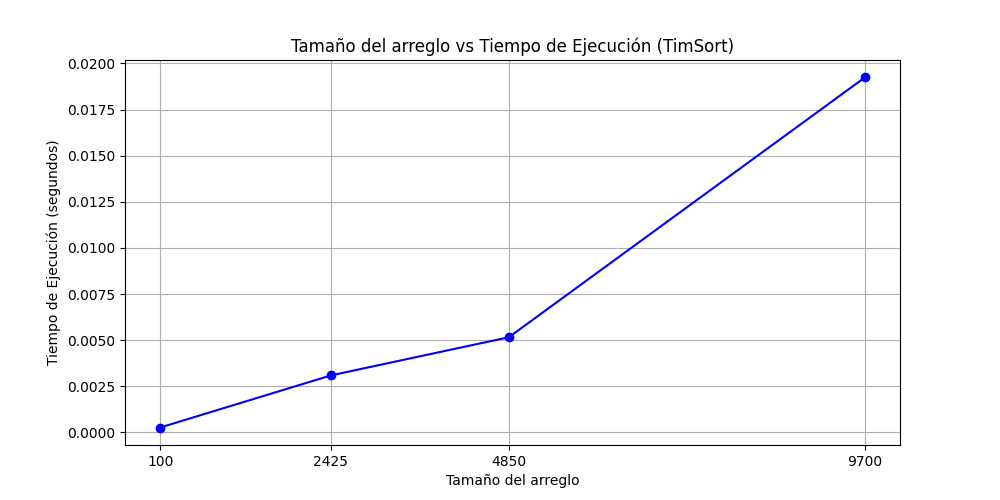 Tamaño del arreglo vs Tiempo de Ejecución (TimSort)
Tiempo de Ejecución (segundos)
0.0200
0.0175
0.0150
0.0125
0.0100
0.0075
0.0050
0.0025
0.0000
100 2425 4850 9700
Tamaño del arreglo